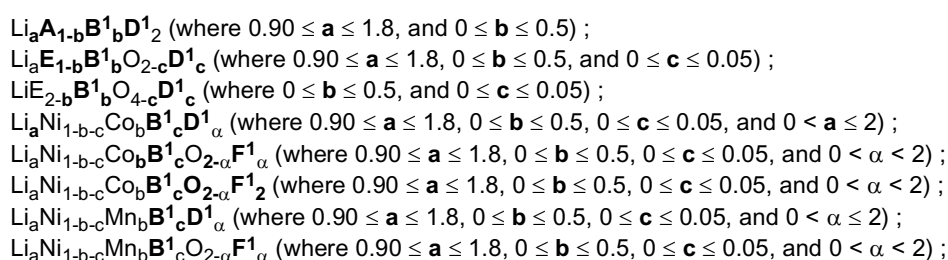 LiₐA₁₋bB¹bD¹₂ (where 0.90 ≤ a ≤ 1.8, and 0 ≤ b ≤ 0.5) ;
LiₐE₁₋bB¹bO₂₋cD¹c (where 0.90 ≤ a ≤ 1.8, 0 ≤ b ≤ 0.5, and 0 ≤ c ≤ 0.05) ;
LiE₂₋bB¹bO₄₋cD¹c (where 0 ≤ b ≤ 0.5, and 0 ≤ c ≤ 0.05) ;
LiₐNi₁₋b₋cCobB¹cD¹α (where 0.90 ≤ a ≤ 1.8, 0 ≤ b ≤ 0.5, 0 ≤ c ≤ 0.05, and 0 < a ≤ 2) ;
LiₐNi₁₋b₋cCobB¹cO₂₋αF¹α (where 0.90 ≤ a ≤ 1.8, 0 ≤ b ≤ 0.5, 0 ≤ c ≤ 0.05, and 0 < α < 2) ;
LiₐNi₁₋b₋cCobB¹cO₂₋αF¹₂ (where 0.90 ≤ a ≤ 1.8, 0 ≤ b ≤ 0.5, 0 ≤ c ≤ 0.05, and 0 < α < 2) ;
LiₐNi₁₋b₋cMnbB¹cD¹α (where 0.90 ≤ a ≤ 1.8, 0 ≤ b ≤ 0.5, 0 ≤ c ≤ 0.05, and 0 < α ≤ 2) ;
LiₐNi₁₋b₋cMnbB¹cO₂₋αF¹α (where 0.90 ≤ a ≤ 1.8, 0 ≤ b ≤ 0.5, 0 ≤ c ≤ 0.05, and 0 < α < 2) ;